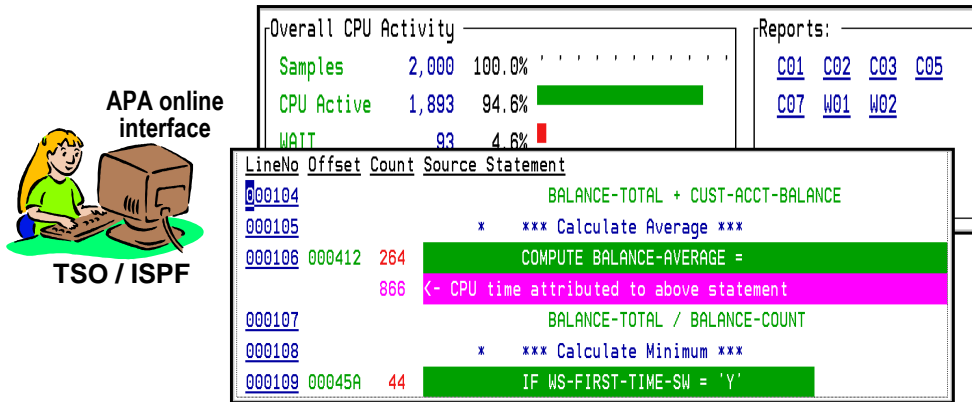 APA online
interface
TSO / ISPF
Overall CPU Activity
Samples 2,000 100.0%
CPU Active 1,893 94.6%
WAIT 93 4.6%
Reports:
C01 C02 C03 C05
C07 W01 W02
LineNo Offset Count Source Statement
000104 BALANCE-TOTAL + CUST-ACCT-BALANCE
000105 * *** Calculate Average ***
000106 000412 264 COMPUTE BALANCE-AVERAGE =
866 <- CPU time attributed to above statement
000107 BALANCE-TOTAL / BALANCE-COUNT
000108 * *** Calculate Minimum ***
000109 00045A 44 IF WS-FIRST-TIME-SW = 'Y'